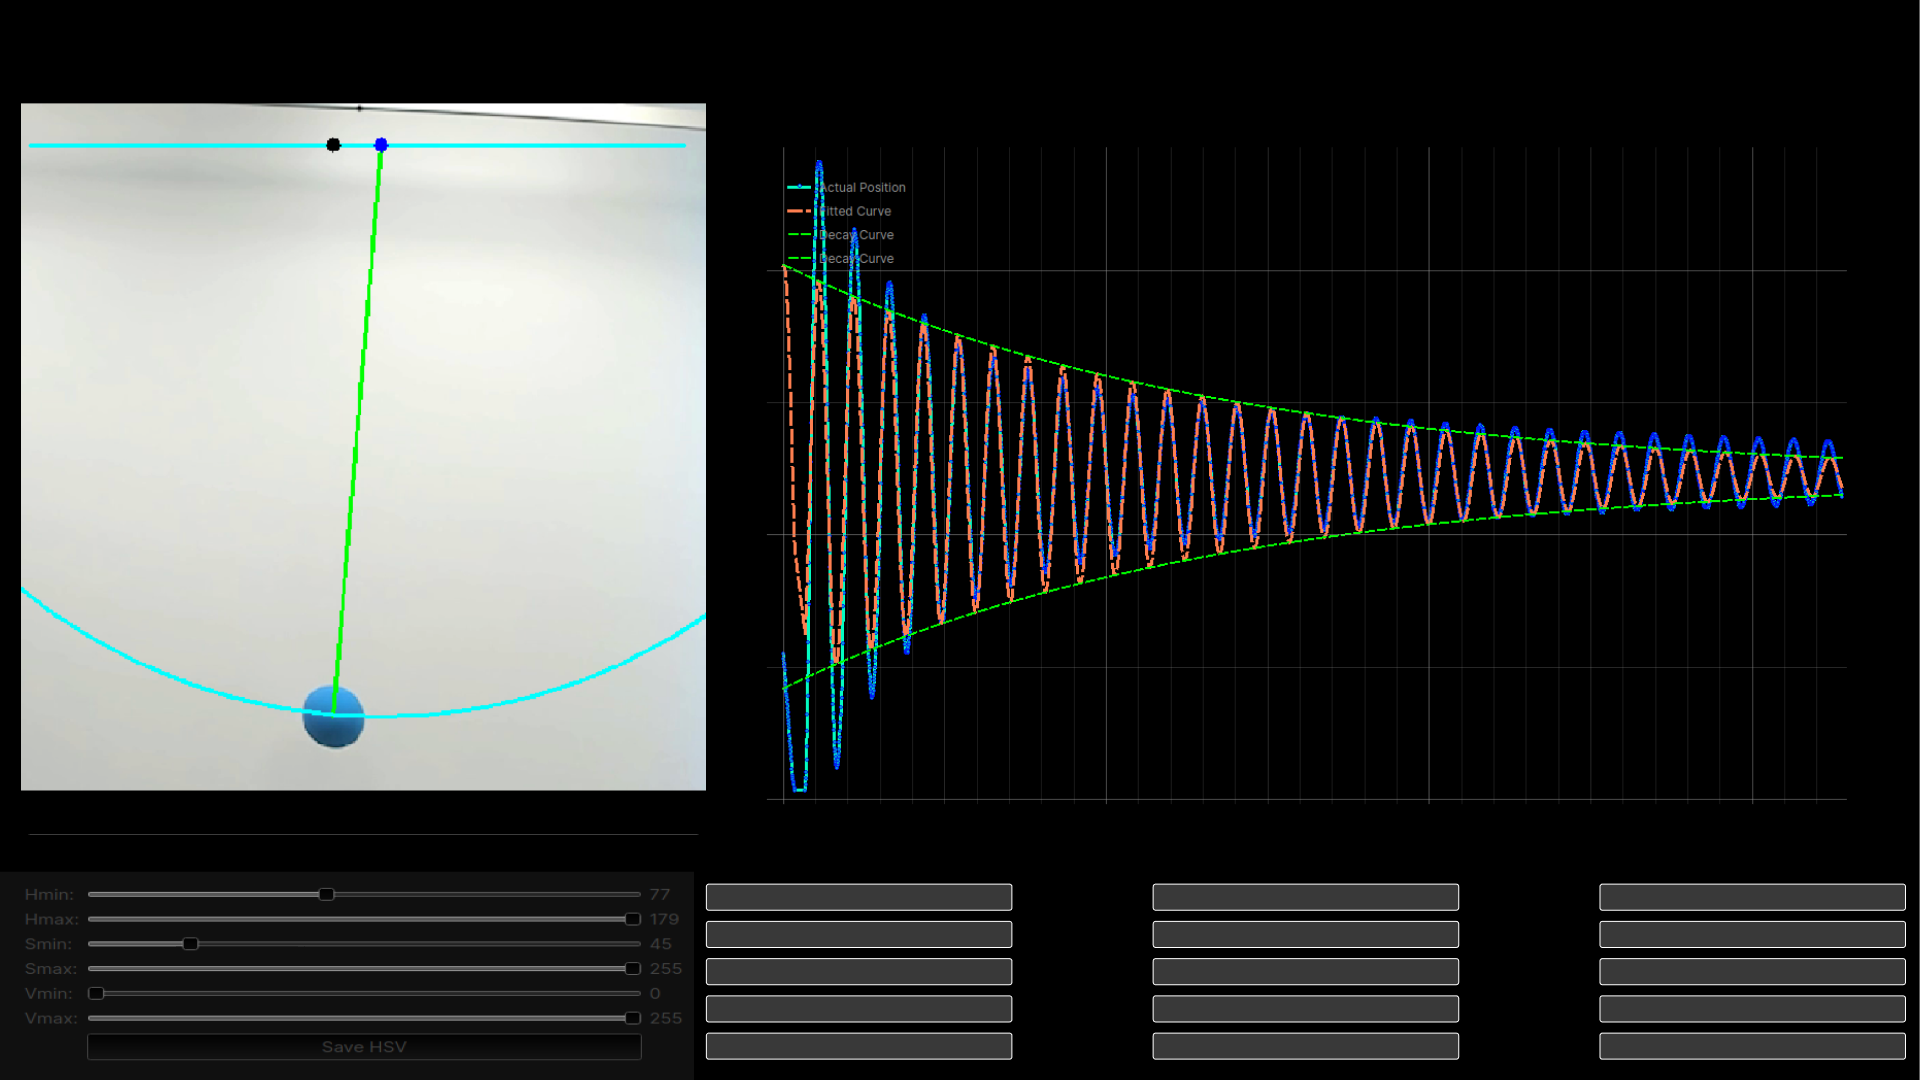 Actual Position
Fitted Curve
Decay Curve
Decay Curve
Hmin: 77
Hmax: 179
Smin: 45
Smax: 255
Vmin: 0
Vmax: 255
Save HSV